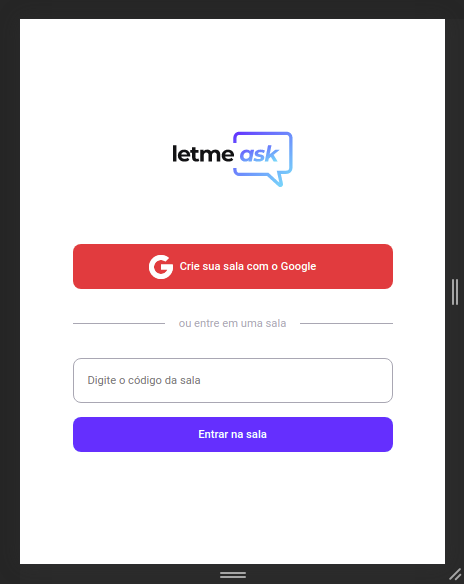 letme ask
Crie sua sala com o Google
ou entre em uma sala
Digite o código da sala
Entrar na sala